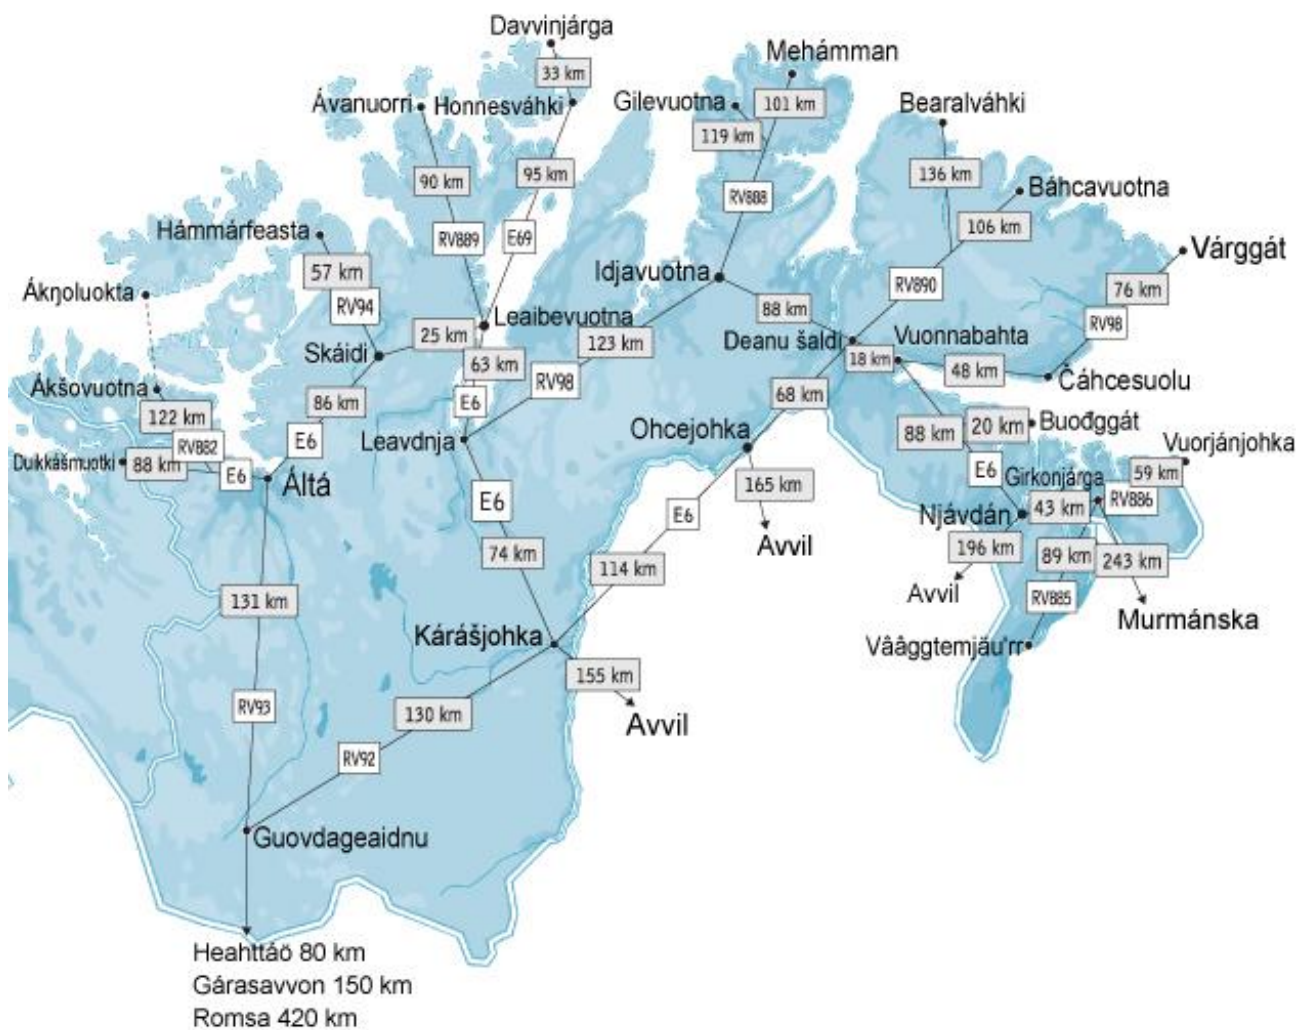 Davvinjárga
Mehámman
33 km
Ávanuorri
Honnesváhki
Gilevuotna
101 km
Bearalváhki
119 km
90 km
95 km
136 km
Báhcavuotna
RV888
106 km
Hámmárfeasta
RV889
E69
Várggát
57 km
Idjavuotna
RV890
76 km
Ákŋoluokta
RV94
88 km
RV98
25 km
Leaibevuotna
Deanu šaldi
Vuonnabahta
Skáidi
63 km
123 km
18 km
48 km
Čáhcesuolu
Ákšovuotna
86 km
E6
RV98
68 km
122 km
Leavdnja
Ohcejohka
88 km
20 km
Buođggát
RV882
E6
Duikkášmuotki
88 km
E6
Áltá
165 km
E6
Girkonjárga
59 km
Vuorjánjohka
E6
E6
Njávdán
43 km
RV886
74 km
114 km
Avvil
196 km
89 km
243 km
131 km
Avvil
RV885
Murmánska
Kárášjohka
Vââggtemjäu'rr
155 km
RV93
130 km
Avvil
RV92
Guovdageaidnu
Heahttáö 80 km
Gárasavvon 150 km
Romsa 420 km